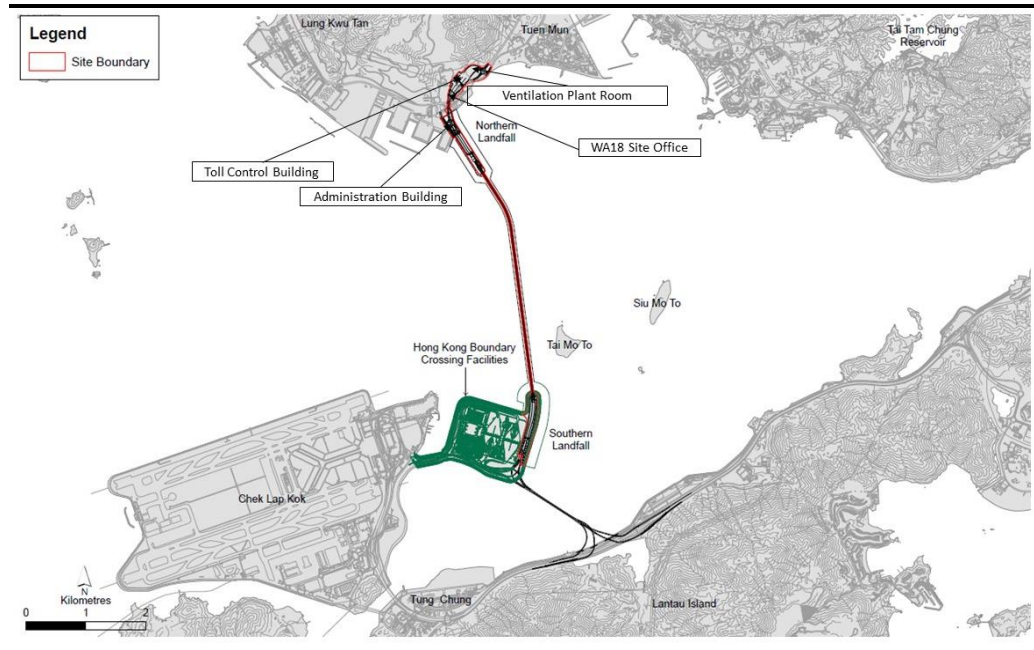 Legend
Site Boundary
Lung Kwu Tan
Tuen Mun
Tai Tam Chung
Reservoir
Ventilation Plant Room
Northern
Landfall
WA18 Site Office
Toll Control Building
Administration Building
Siu Mo To
Tai Mo To
Hong Kong Boundary
Crossing Facilities
Southern
Landfall
Chek Lap Kok
Tung Chung
Lantau Island
N
Kilometres
0 1 2